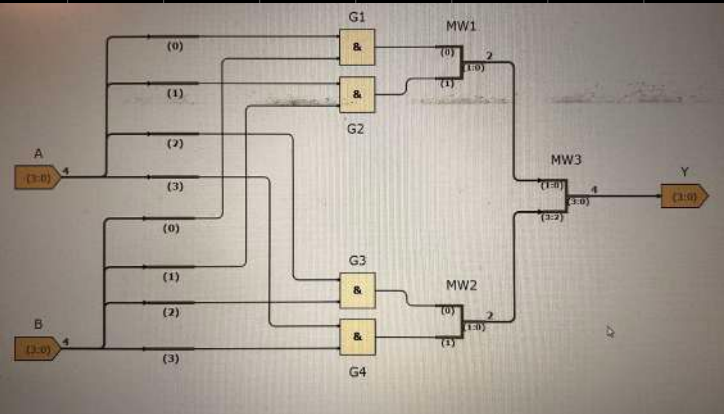 G1
MW1
(0)
&
(0)
2
(1:0)
(1)
&
(1)
G2
(2)
A
4
(3:0)
(3)
MW3
(1:0)
4
(3:0)
(3:2)
Y
(3:0)
(0)
G3
(1)
&
MW2
(0)
2
(1:0)
(2)
B
4
(3:0)
&
(1)
(3)
G4